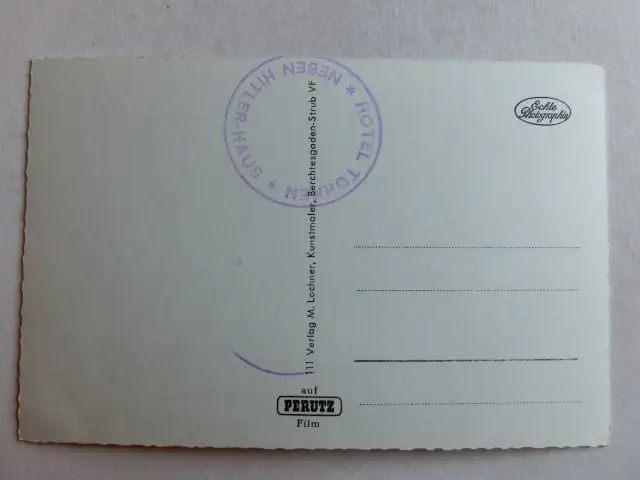 HOTEL TÜRKEN * NEBEN HITLER-HAUS *
Echte
Photographie
111 Verlag M. Lochner, Kunstmaler, Berchtesgaden-Strub VF
auf
PERUTZ
Film